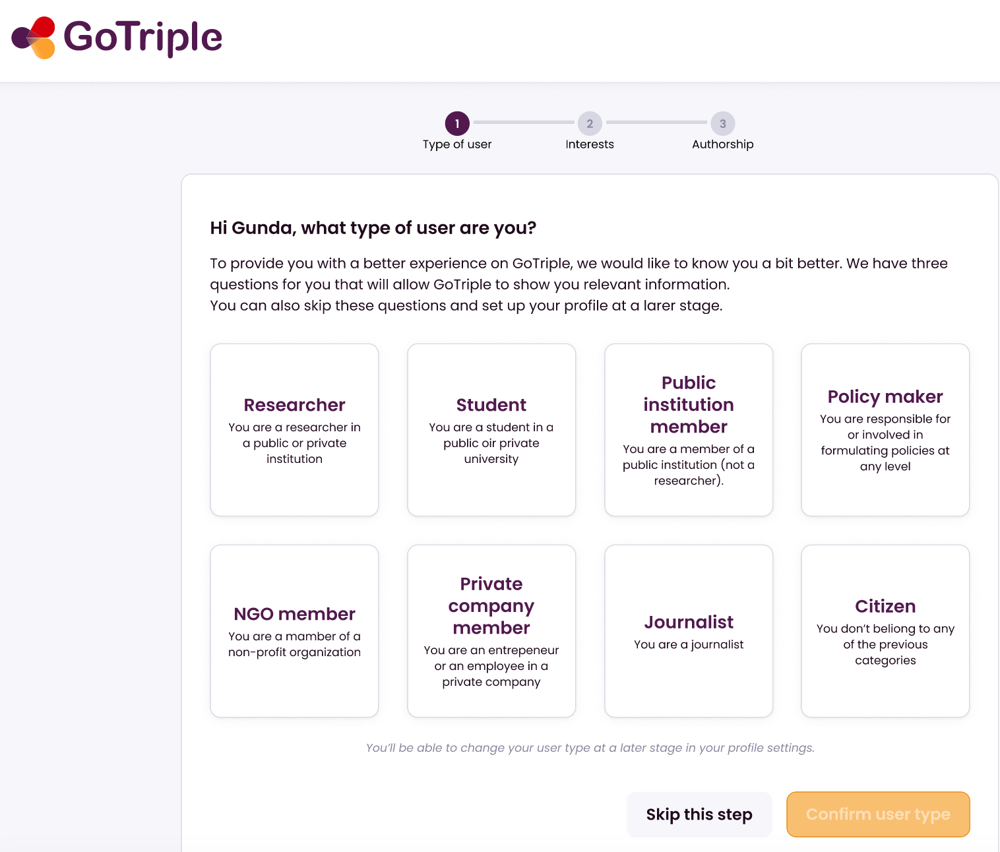 GoTriple
1
2
3
Type of user
Interests
Authorship
Hi Gunda, what type of user are you?
To provide you with a better experience on GoTriple, we would like to know you a bit better. We have three
questions for you that will allow GoTriple to show you relevant information.
You can also skip these questions and set up your profile at a larer stage.
Researcher
You are a researcher in
a public or private
institution
Student
You are a student in a
public oir private
university
Public
institution
member
You are a member of a
public institution (not a
researcher).
Policy maker
You are responsible for
or involved in
formulating policies at
any level
NGO member
You are a mamber of a
non-profit organization
Private
company
member
You are an entrepeneur
or an employee in a
private company
Journalist
You are a journalist
Citizen
You don't belong to any
of the previous
categories
You'll be able to change your user type at a later stage in your profile settings.
Skip this step
Confirm user type